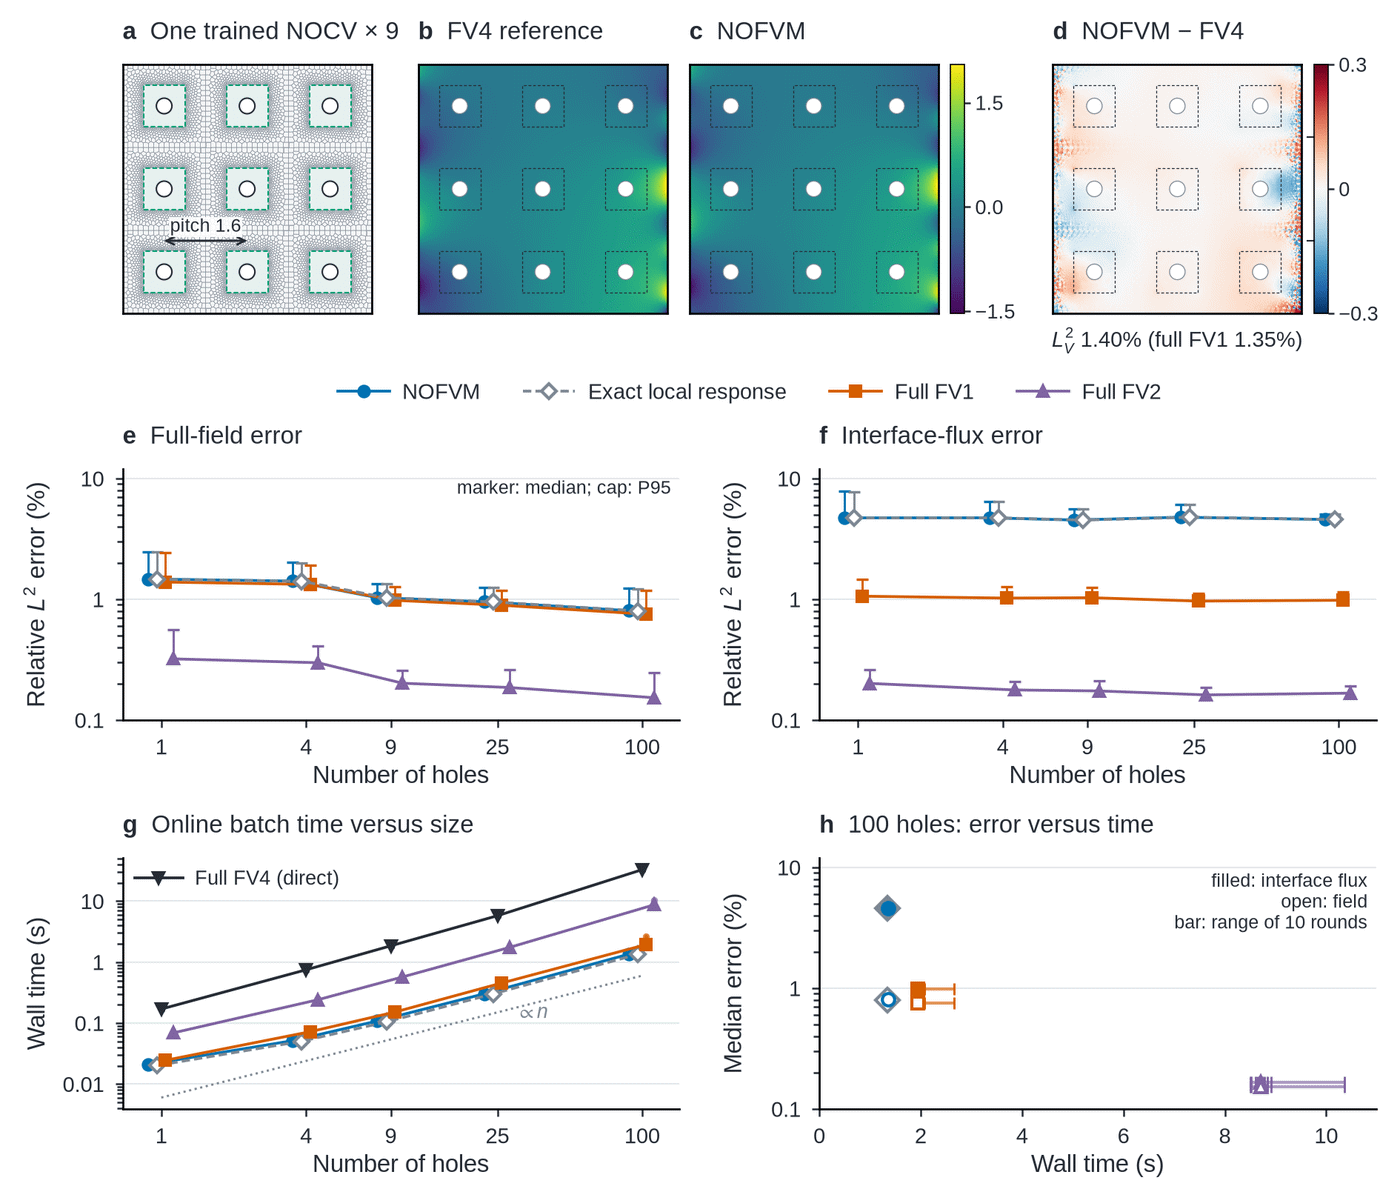 a One trained NOCV × 9
b FV4 reference
c NOFVM
d NOFVM − FV4
pitch 1.6
1.5
0.0
−1.5
0.3
0
−0.3
L²_V 1.40% (full FV1 1.35%)
NOFVM
Exact local response
Full FV1
Full FV2
e Full-field error
marker: median; cap: P95
Relative L² error (%)
10
1
0.1
1
4
9
25
100
Number of holes
f Interface-flux error
Relative L² error (%)
10
1
0.1
1
4
9
25
100
Number of holes
g Online batch time versus size
Full FV4 (direct)
∝n
Wall time (s)
10
1
0.1
0.01
1
4
9
25
100
Number of holes
h 100 holes: error versus time
filled: interface flux
open: field
bar: range of 10 rounds
Median error (%)
10
1
0.1
0
2
4
6
8
10
Wall time (s)